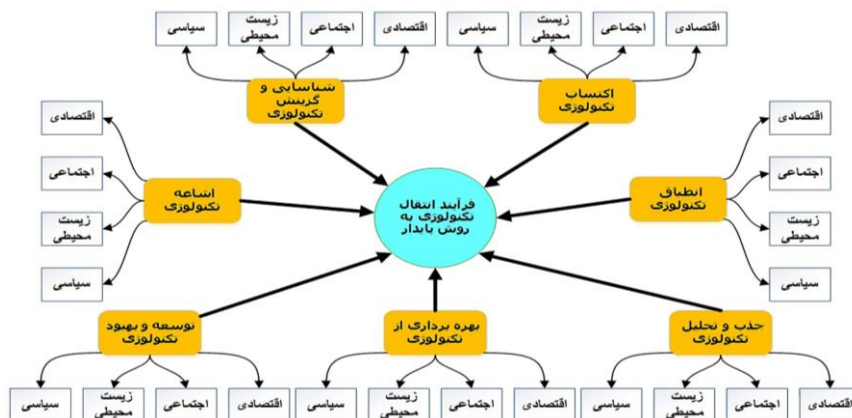 اقتصادی
اجتماعی
زیست
محیطی
سیاسی
اقتصادی
اجتماعی
زیست
محیطی
سیاسی
اکتساب
تکنولوژی
شناسایی و
گزینش
تکنولوژی
اقتصادی
اجتماعی
زیست
محیطی
سیاسی
انطباق
تکنولوژی
فرآیند انتقال
تکنولوژی به
روش پایدار
اشاعه
تکنولوژی
اقتصادی
اجتماعی
زیست
محیطی
سیاسی
جذب و تحلیل
تکنولوژی
بهره برداری از
تکنولوژی
توسعه و بهبود
تکنولوژی
اقتصادی
اجتماعی
زیست
محیطی
سیاسی
اقتصادی
اجتماعی
زیست
محیطی
سیاسی
اقتصادی
اجتماعی
زیست
محیطی
سیاسی